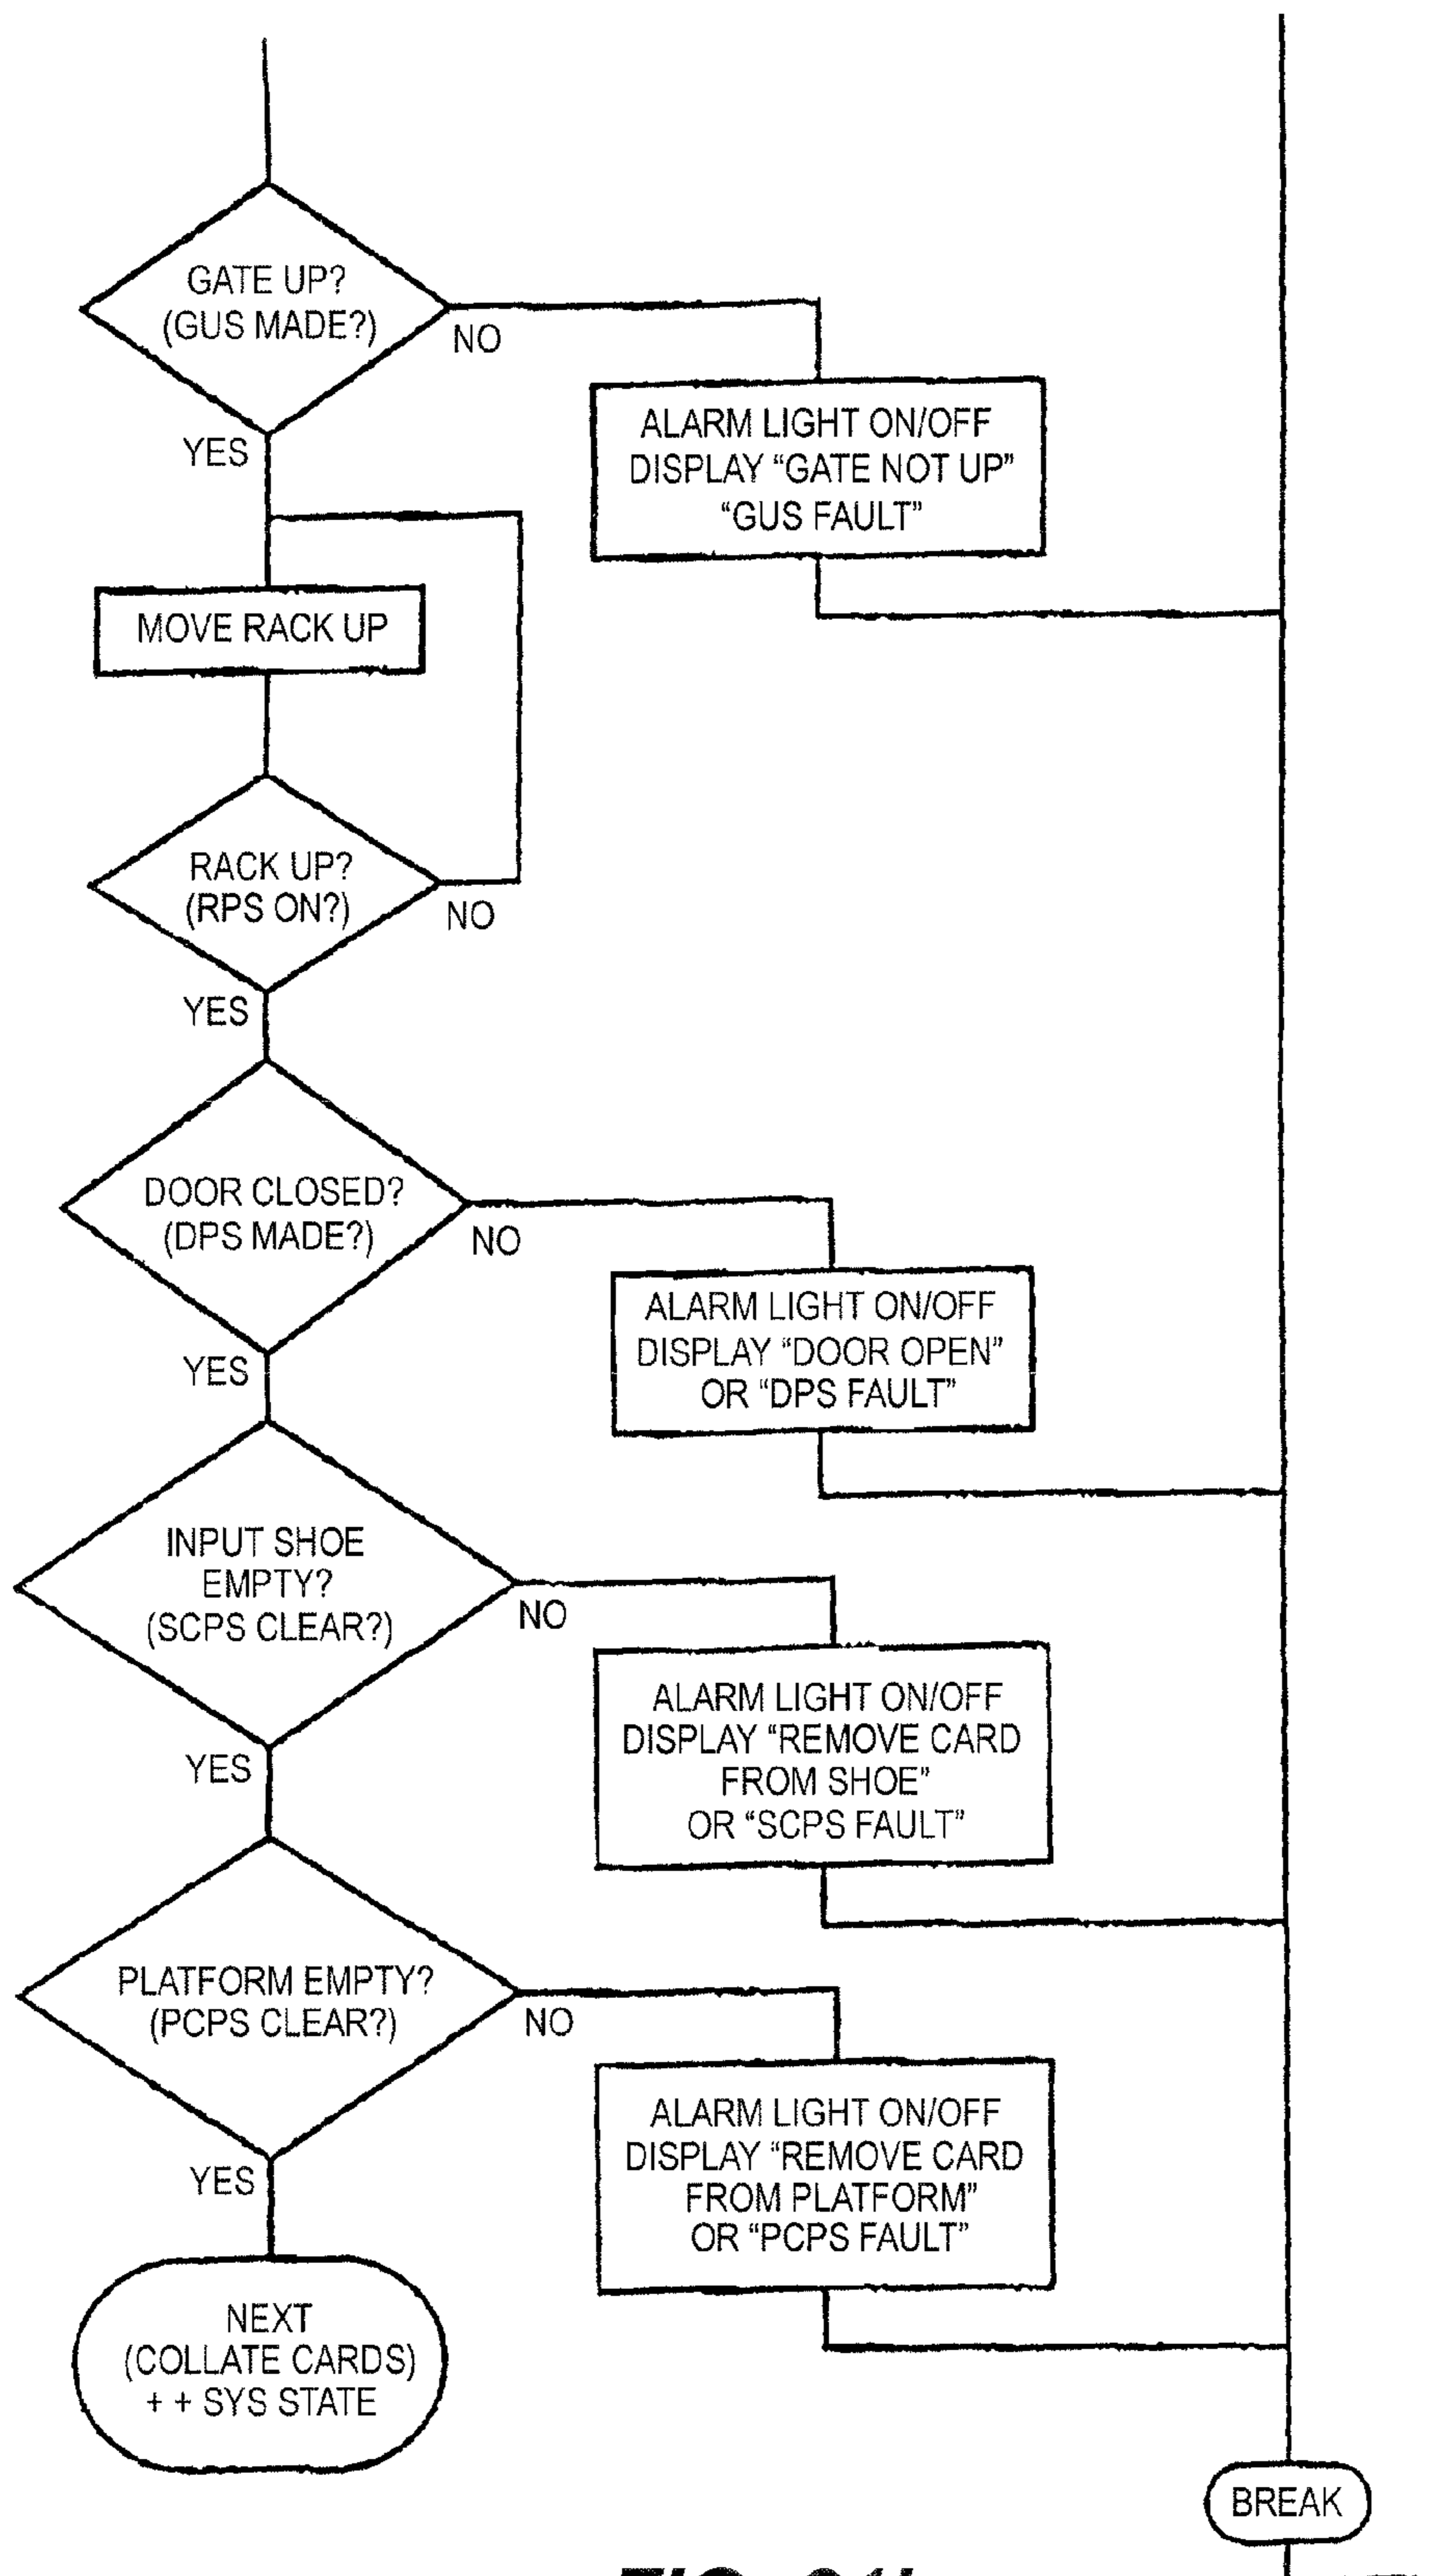 GATE UP?
(GUS MADE?)
NO
YES
ALARM LIGHT ON/OFF
DISPLAY “GATE NOT UP”
“GUS FAULT”
MOVE RACK UP
RACK UP?
(RPS ON?)
NO
YES
DOOR CLOSED?
(DPS MADE?)
NO
YES
ALARM LIGHT ON/OFF
DISPLAY “DOOR OPEN”
OR “DPS FAULT”
INPUT SHOE
EMPTY?
(SCPS CLEAR?)
NO
YES
ALARM LIGHT ON/OFF
DISPLAY “REMOVE CARD
FROM SHOE”
OR “SCPS FAULT”
PLATFORM EMPTY?
(PCPS CLEAR?)
NO
YES
ALARM LIGHT ON/OFF
DISPLAY “REMOVE CARD
FROM PLATFORM”
OR “PCPS FAULT”
NEXT
(COLLATE CARDS)
+ + SYS STATE
BREAK